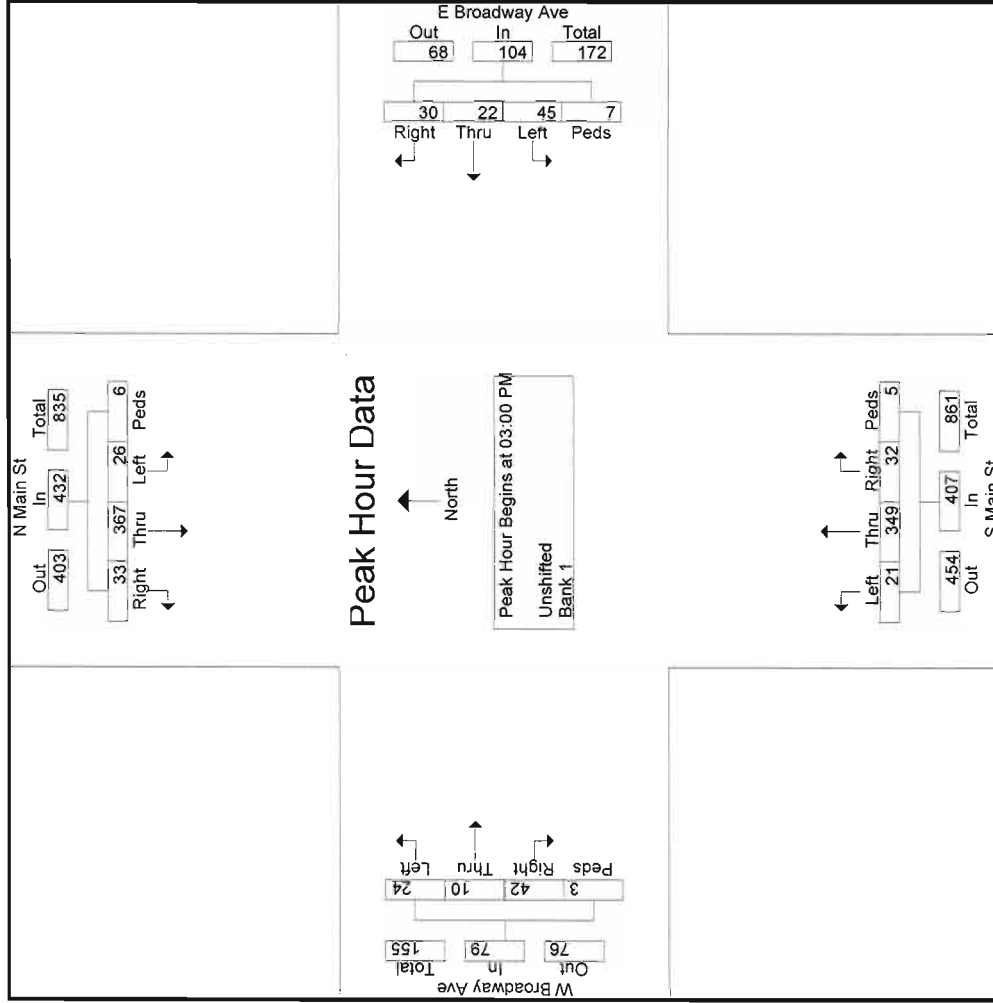 E Broadway Ave
Out In Total
68 104 172
30 22 45 7
Right Thru Left Peds
N Main St
Out In Total
403 432 835
33 367 26 6
Right Thru Left Peds
Peak Hour Data
North
Peak Hour Begins at 03:00 PM
Unshifted
Bank 1
Left Thru Right Peds
21 349 32 5
454 407 861
Out In Total
S Main St
Left Thru Right Peds
24 10 42 3
155 79 76
Total In Out
W Broadway Ave